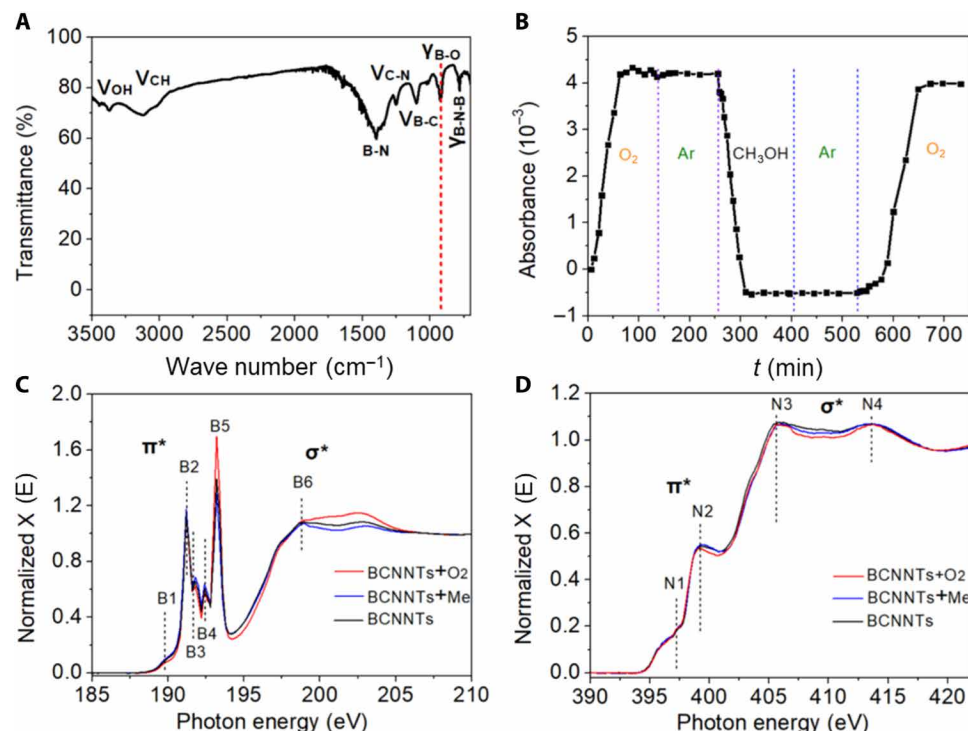 A
100
80
60
40
20
0
3500
3000
2500
2000
1500
1000
Transmittance (%)
Wave number (cm⁻¹)
V_OH
V_CH
B-N
V_C-N
V_B-C
γ_B-O
γ_B-N-B
B
5
4
3
2
1
0
–1
0
100
200
300
400
500
600
700
Absorbance (10⁻³)
t (min)
O₂
Ar
CH₃OH
Ar
O₂
C
2.0
1.6
1.2
0.8
0.4
0.0
185
190
195
200
205
210
Normalized X (E)
Photon energy (eV)
π*
σ*
B1
B2
B3
B4
B5
B6
BCNNTs+O2
BCNNTs+Me
BCNNTs
D
1.2
1.0
0.8
0.6
0.4
0.2
0.0
390
395
400
405
410
415
420
Normalized X (E)
Photon energy (eV)
π*
σ*
N1
N2
N3
N4
BCNNTs+O2
BCNNTs+Me
BCNNTs